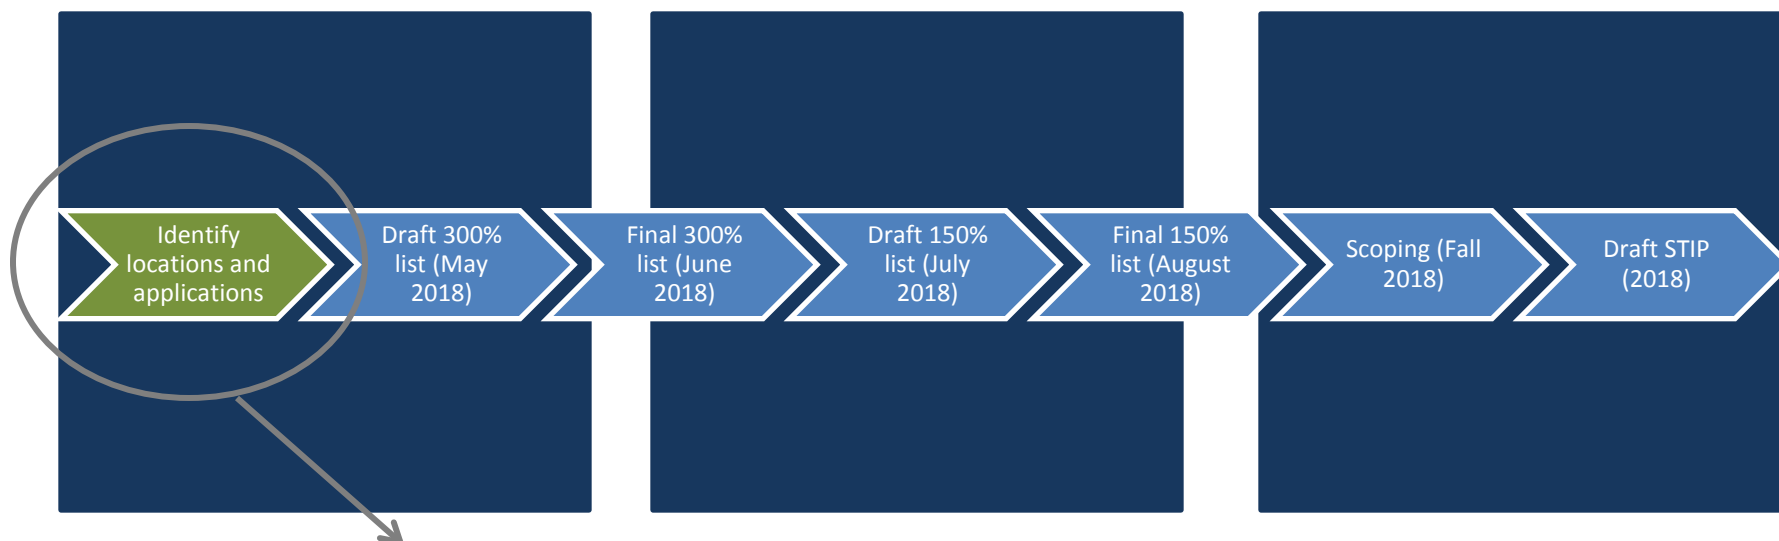 Identify
locations and
applications
Draft 300%
list (May
2018)
Final 300%
list (June
2018)
Draft 150%
list (July
2018)
Final 150%
list (August
2018)
Scoping (Fall
2018)
Draft STIP
(2018)